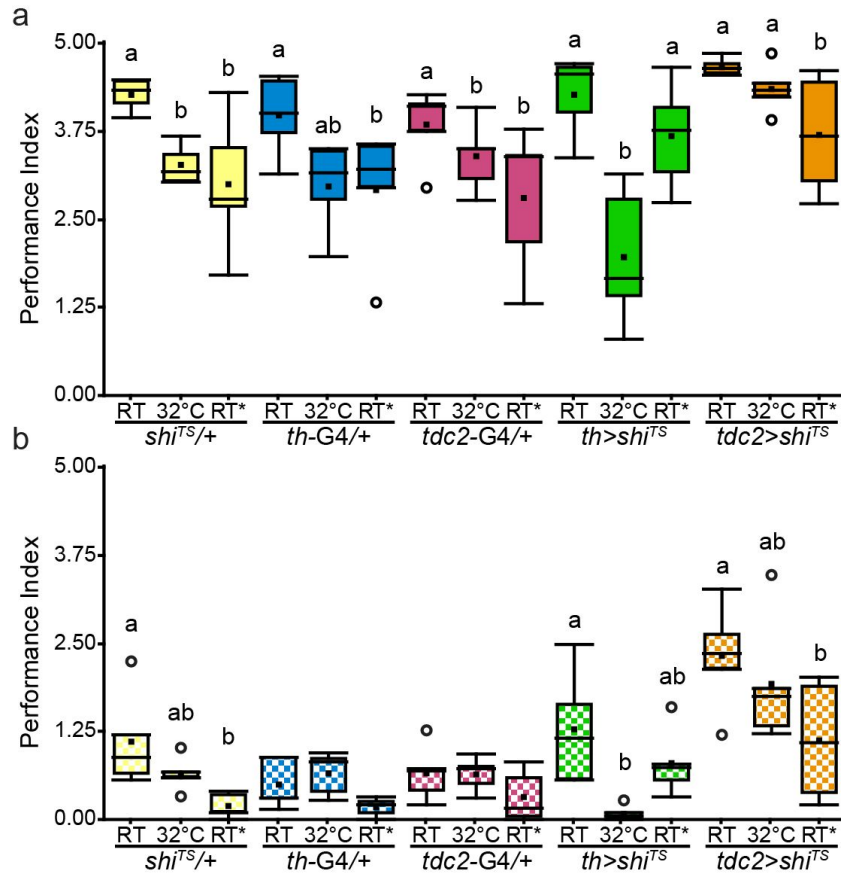 a
a a a a a b
b b ab b b a a
b
5.00
3.75
2.50
1.25
0.00
Performance Index
RT 32°C RT* RT 32°C RT* RT 32°C RT* RT 32°C RT* RT 32°C RT*
shiTS/+ th-G4/+ tdc2-G4/+ th>shiTS tdc2>shiTS
b
5.00
3.75
2.50
1.25
0.00
Performance Index
a ab b a b ab a ab b
RT 32°C RT* RT 32°C RT* RT 32°C RT* RT 32°C RT* RT 32°C RT*
shiTS/+ th-G4/+ tdc2-G4/+ th>shiTS tdc2>shiTS